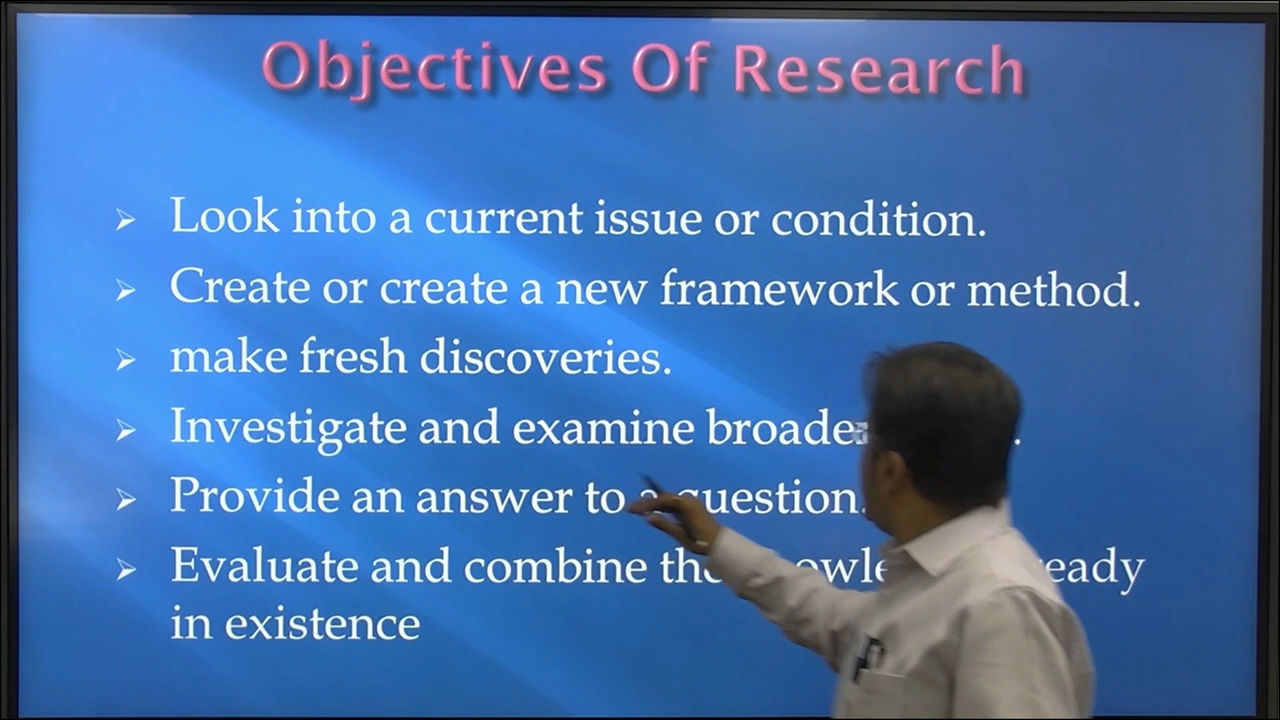 Objectives Of Research
Look into a current issue or condition.
Create or create a new framework or method.
make fresh discoveries.
Investigate and examine
Provide an answer to a question.
Evaluate and combine
in existence